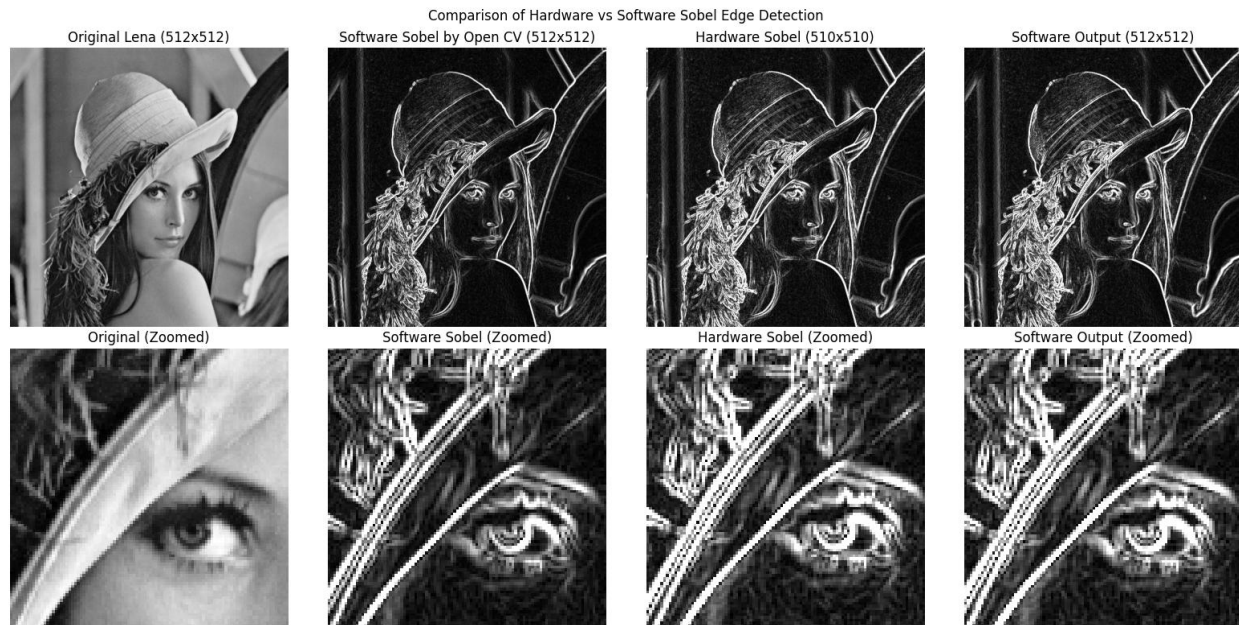 Comparison of Hardware vs Software Sobel Edge Detection
Original Lena (512x512)
Software Sobel by Open CV (512x512)
Hardware Sobel (510x510)
Software Output (512x512)
Original (Zoomed)
Software Sobel (Zoomed)
Hardware Sobel (Zoomed)
Software Output (Zoomed)